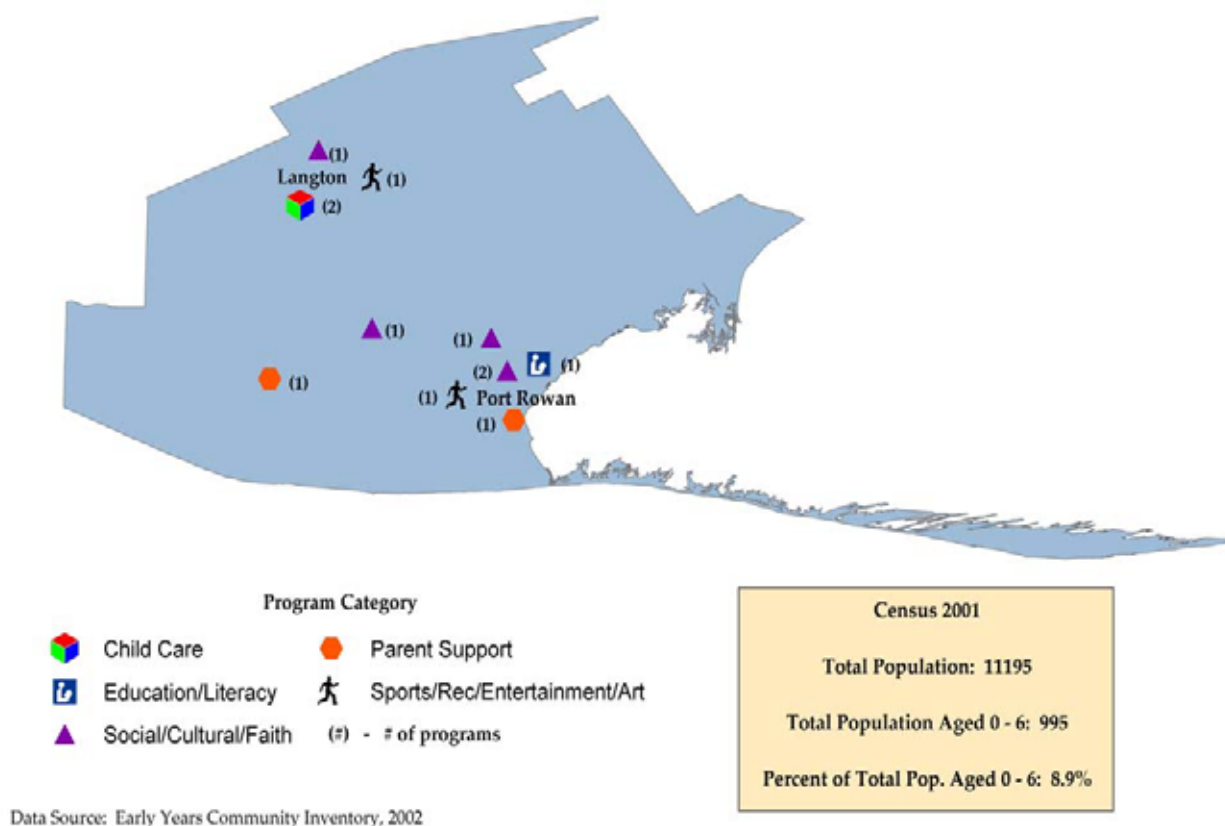 (1)
Langton (1)
(2)
(1)
(1)
(1)
(2) (1)
(1) Port Rowan
(1)
Program Category
Child Care
Parent Support
Education/Literacy
Sports/Rec/Entertainment/Art
Social/Cultural/Faith
(#) - # of programs
Census 2001
Total Population: 11195
Total Population Aged 0 - 6: 995
Percent of Total Pop. Aged 0 - 6: 8.9%
Data Source: Early Years Community Inventory, 2002